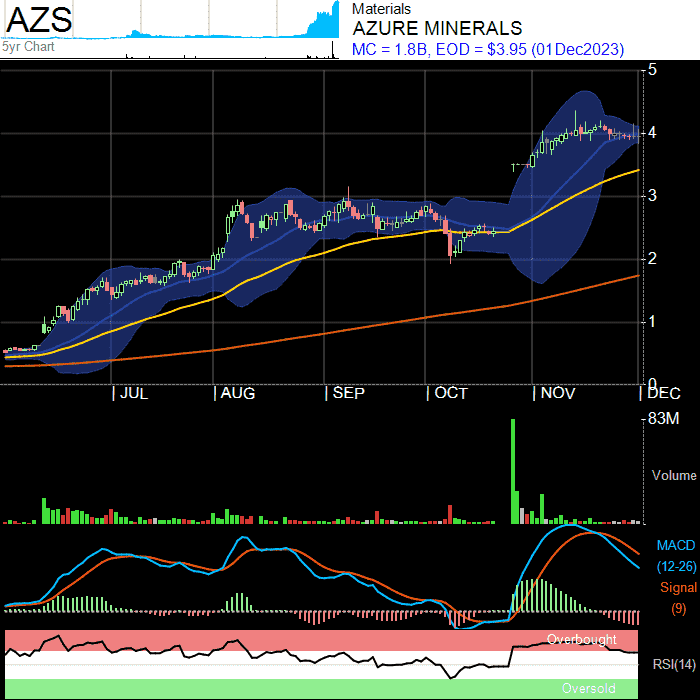 AZS
5yr Chart
Materials
AZURE MINERALS
MC = 1.8B, EOD = $3.95 (01Dec2023)
5
4
3
2
1
0
JUL AUG SEP OCT NOV DEC
83M
Volume
MACD
(12-26)
Signal
(9)
Overbought
RSI(14)
Oversold